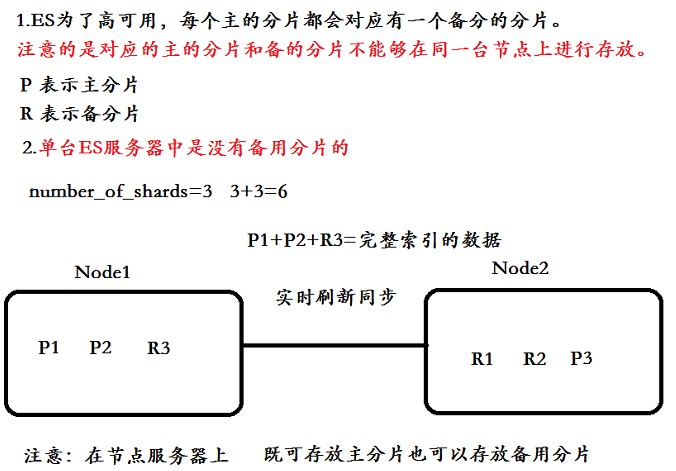 1.ES为了高可用，每个主的分片都会对应有一个备分的分片。
注意的是对应的主的分片和备的分片不能够在同一台节点上进行存放。
P 表示主分片
R 表示备分片
2.单台ES服务器中是没有备用分片的
number_of_shards=3 3+3=6
P1+P2+R3=完整索引的数据
Node1
Node2
实时刷新同步
P1 P2 R3
R1 R2 P3
注意：在节点服务器上 既可存放主分片也可以存放备用分片